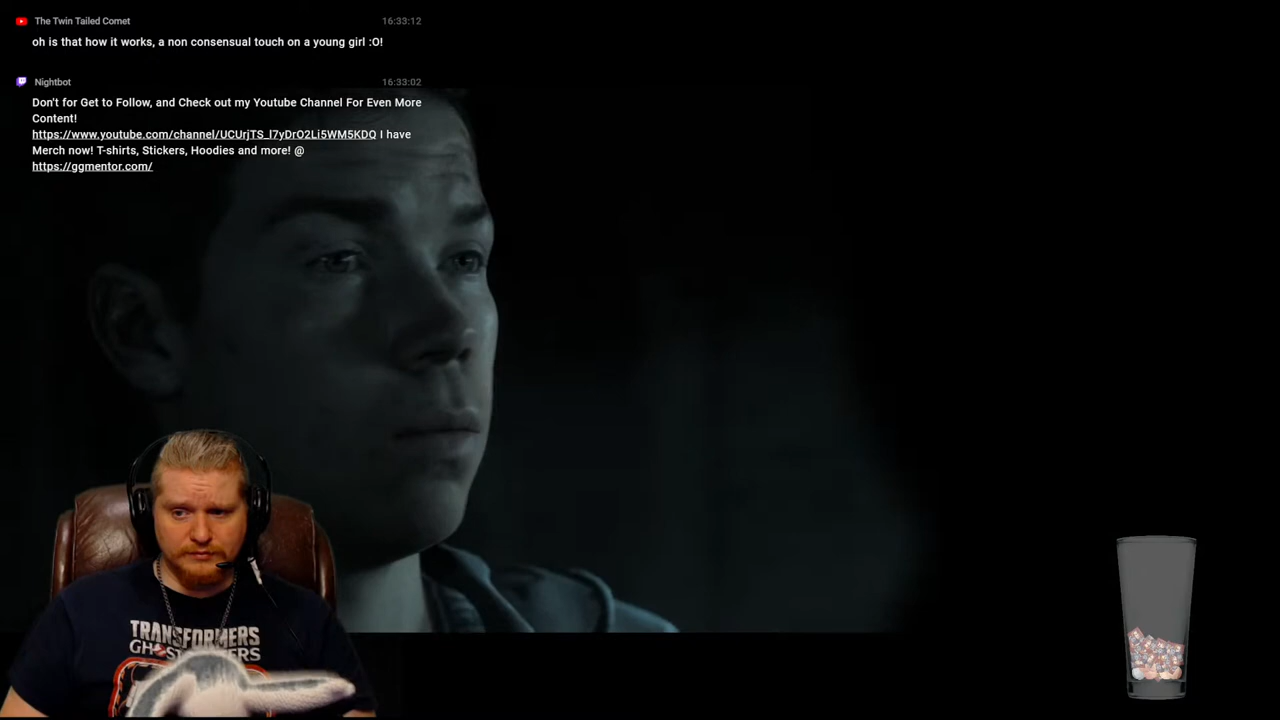 The Twin Tailed Comet 16:33:12
oh is that how it works, a non consensual touch on a young girl :O!
Nightbot 16:33:02
Don't for Get to Follow, and Check out my Youtube Channel For Even More
Content!
https://www.youtube.com/channel/UCUrjTS_I7yDrO2Li5WM5KDQ I have
Merch now! T-shirts, Stickers, Hoodies and more! @
https://ggmentor.com/
TRANSFORMERS
GHOSTBUSTERS